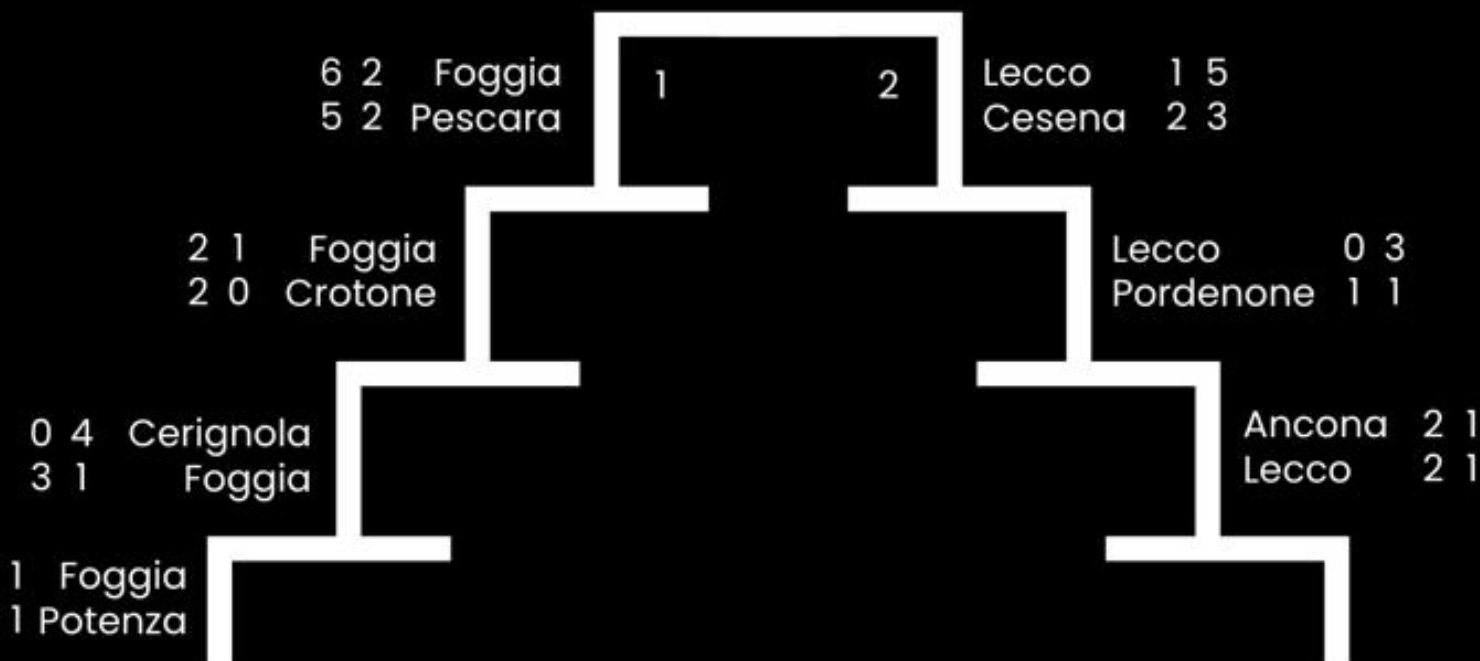 6 2 Foggia
5 2 Pescara
1
2
Lecco 1 5
Cesena 2 3
2 1 Foggia
2 0 Crotone
Lecco 0 3
Pordenone 1 1
0 4 Cerignola
3 1 Foggia
Ancona 2 1
Lecco 2 1
1 Foggia
1 Potenza